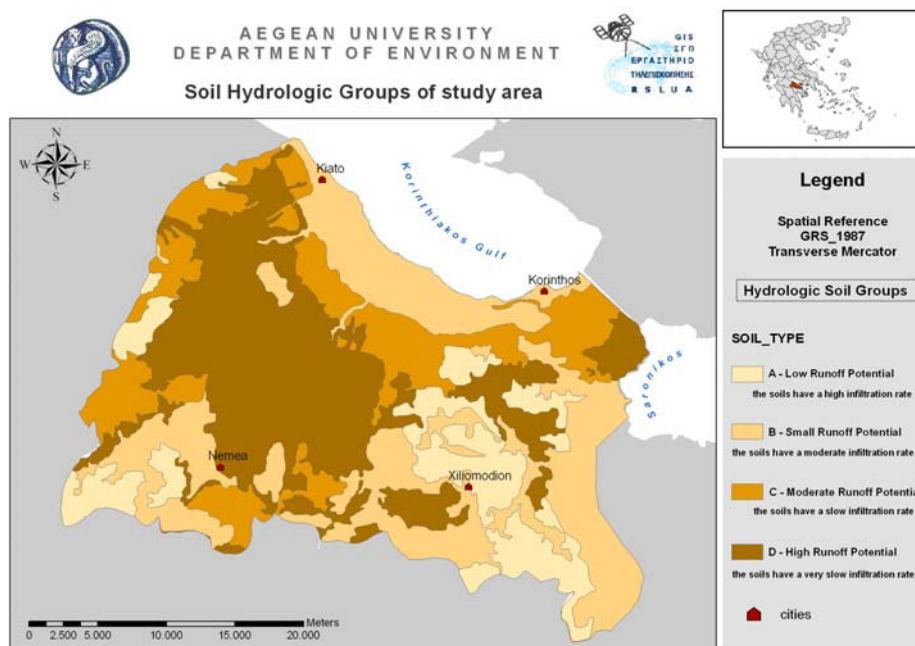 AEGEAN UNIVERSITY
DEPARTMENT OF ENVIRONMENT
Soil Hydrologic Groups of study area
GIS
ΣΓΠ
ΕΡΓΑΣΤΗΡΙΟ
ΤΗΛΕΠΙΣΚΟΠΗΣΗΣ
RSLUA
N
W E
S
Kiato
Korinthiakos Gulf
Korinthos
Saronikos
Nemea
Xiliomodion
Meters
0 2.500 5.000 10.000 15.000 20.000
Legend
Spatial Reference
GRS_1987
Transverse Mercator
Hydrologic Soil Groups
SOIL_TYPE
A - Low Runoff Potential
the soils have a high infiltration rate
B - Small Runoff Potential
the soils have a moderate infiltration rate
C - Moderate Runoff Potential
the soils have a slow infiltration rate
D - High Runoff Potential
the soils have a very slow infiltration rate
cities